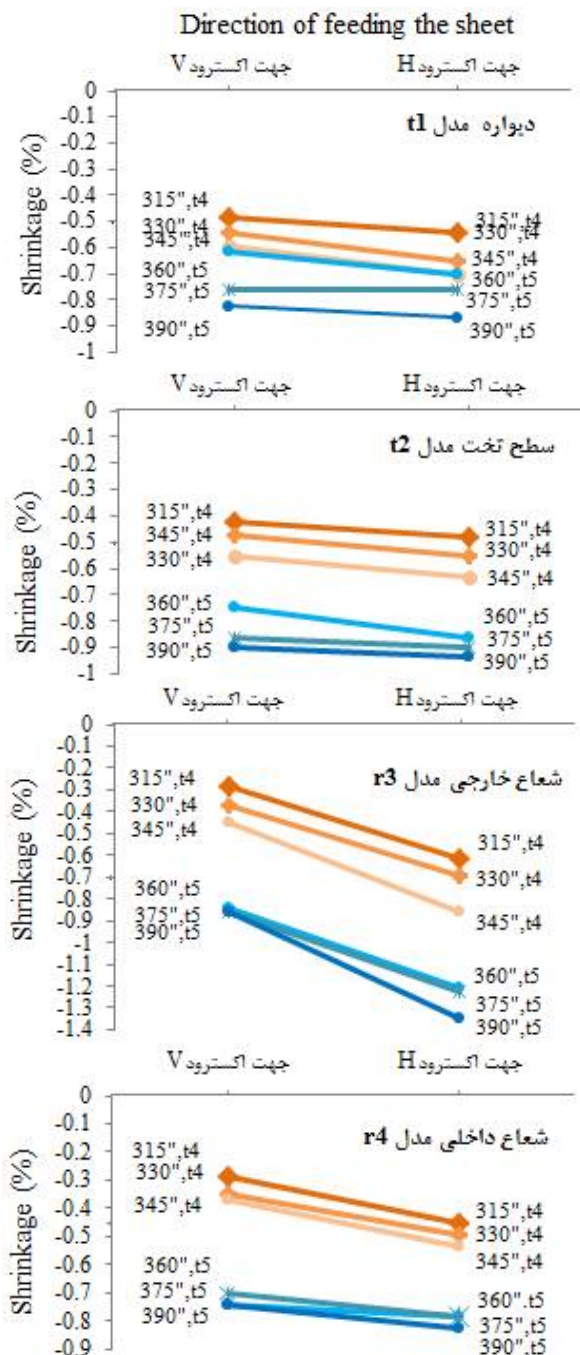 Direction of feeding the sheet
جهت اکسترود V جهت اکسترود H
دیواره مدل t1
Shrinkage (%)
0
-0.1
-0.2
-0.3
-0.4
-0.5
-0.6
-0.7
-0.8
-0.9
-1
315",t4
330",t4
345",t4
360",t5
375",t5
390",t5
315",t4
330",t4
345",t4
360",t5
375",t5
390",t5
جهت اکسترود V جهت اکسترود H
سطح تخت مدل t2
Shrinkage (%)
0
-0.1
-0.2
-0.3
-0.4
-0.5
-0.6
-0.7
-0.8
-0.9
-1
315",t4
345",t4
330",t4
360",t5
375",t5
390",t5
315",t4
330",t4
345",t4
360",t5
375",t5
390",t5
جهت اکسترود V جهت اکسترود H
شعاع خارجی مدل r3
Shrinkage (%)
0
-0.1
-0.2
-0.3
-0.4
-0.5
-0.6
-0.7
-0.8
-0.9
-1
-1.1
-1.2
-1.3
-1.4
315",t4
330",t4
345",t4
360",t5
375",t5
390",t5
315",t4
330",t4
345",t4
360",t5
375",t5
390",t5
جهت اکسترود V جهت اکسترود H
شعاع داخلی مدل r4
Shrinkage (%)
0
-0.1
-0.2
-0.3
-0.4
-0.5
-0.6
-0.7
-0.8
-0.9
315",t4
330",t4
345",t4
360",t5
375",t5
390",t5
315",t4
330",t4
345",t4
360".t5
375",t5
390",t5